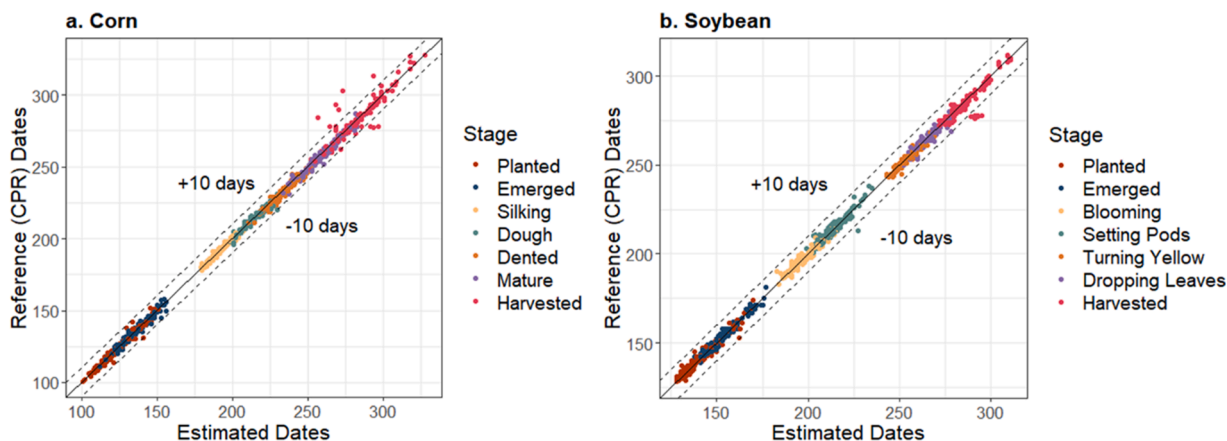 a. Corn
Reference (CPR) Dates
300
250
200
150
100
+10 days
-10 days
100 150 200 250 300
Estimated Dates
Stage
Planted
Emerged
Silking
Dough
Dented
Mature
Harvested
b. Soybean
Reference (CPR) Dates
300
250
200
150
+10 days
-10 days
150 200 250 300
Estimated Dates
Stage
Planted
Emerged
Blooming
Setting Pods
Turning Yellow
Dropping Leaves
Harvested